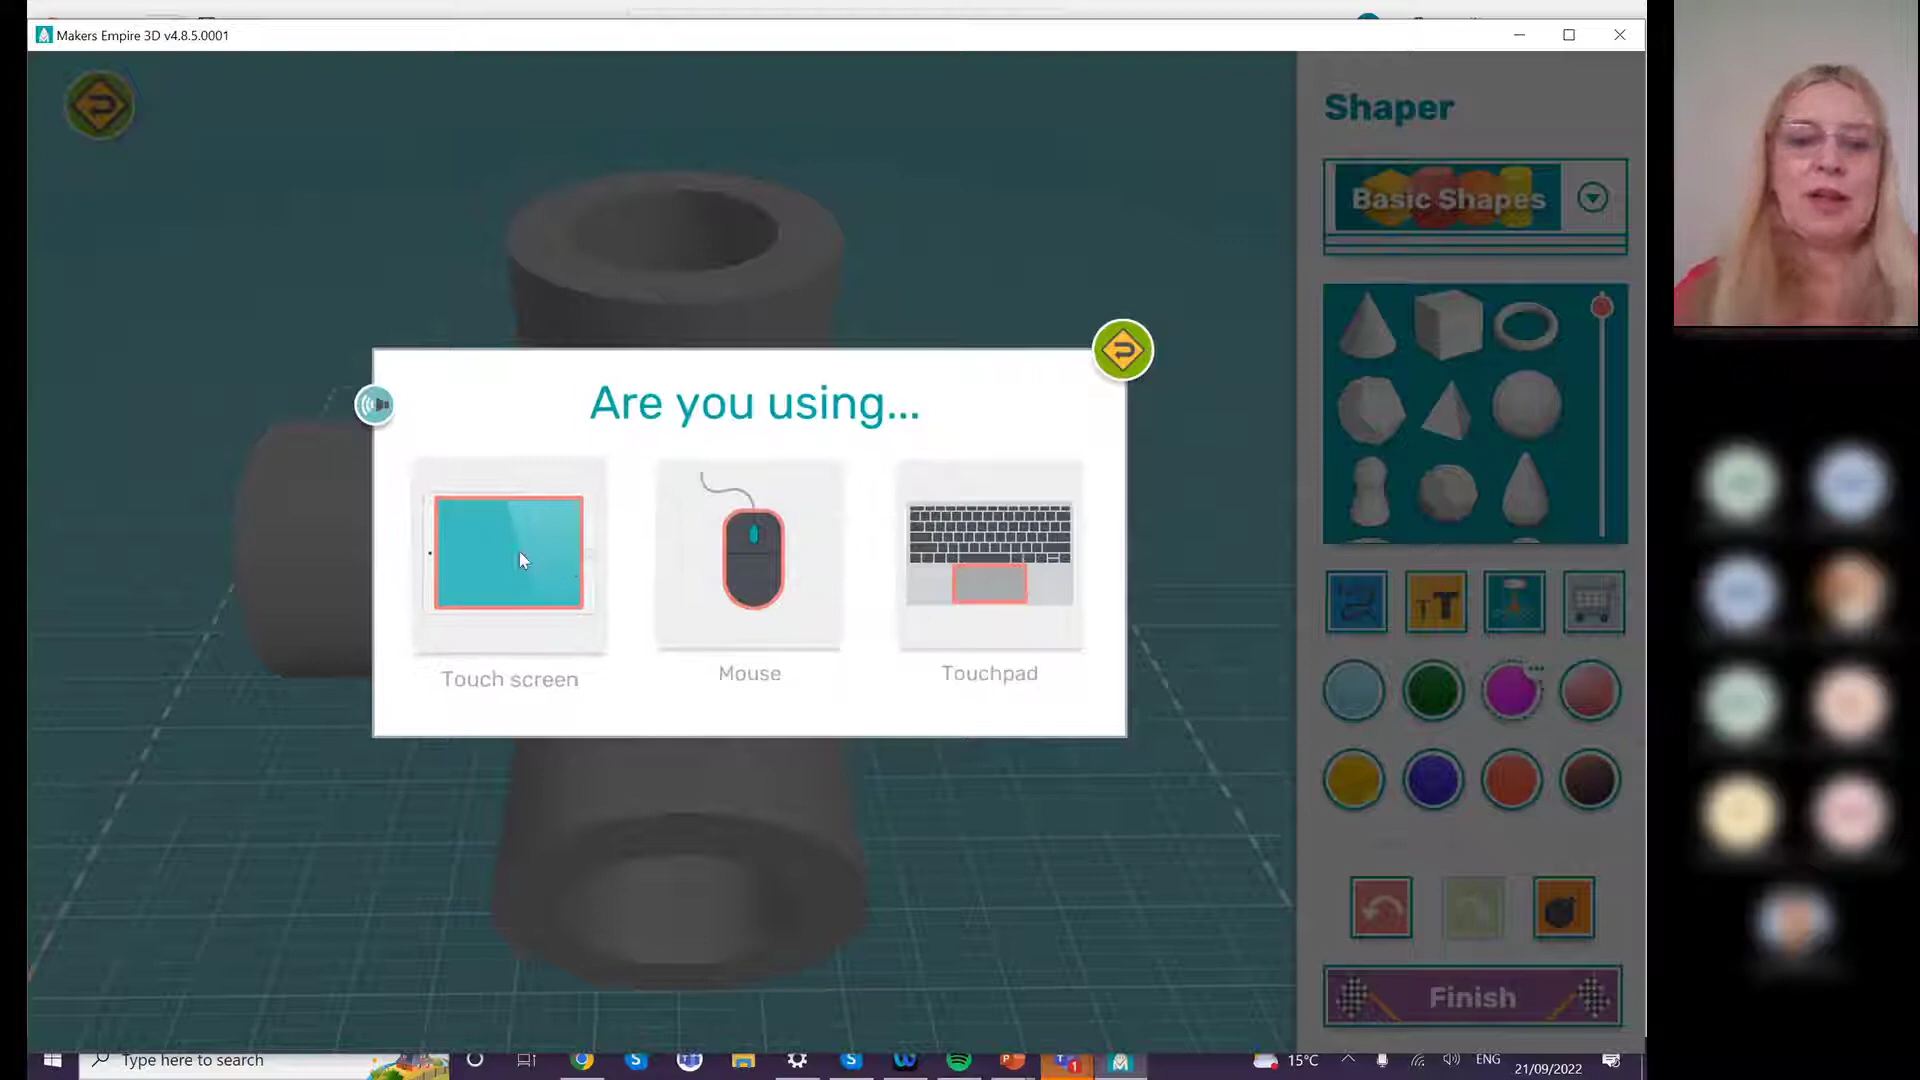 Makers Empire 3D v4.8.5.0001
Shaper
Basic Shapes
Are you using...
Touch screen
Mouse
Touchpad
Finish
Type here to search
15°C
ENG
21/09/2022